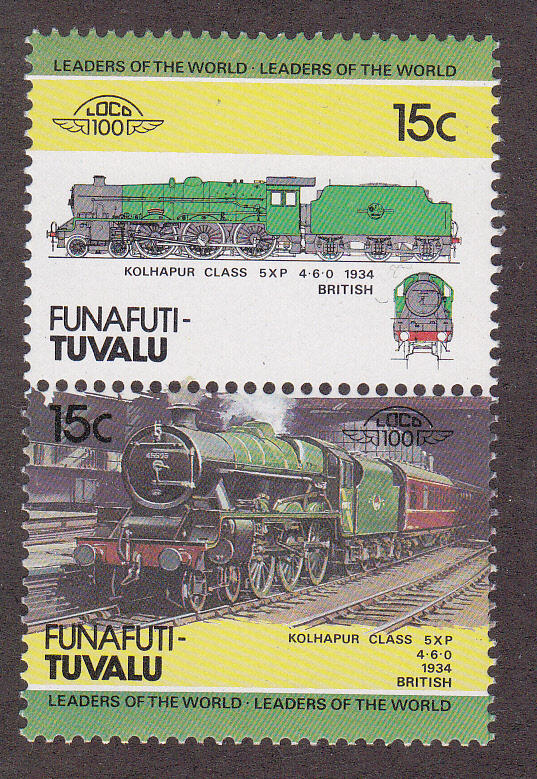 LEADERS OF THE WORLD · LEADERS OF THE WORLD
LOCO
100
15c
KOLHAPUR CLASS 5XP 4·6·0 1934
BRITISH
FUNAFUTI-
TUVALU
15c
LOCO
100
FUNAFUTI-
TUVALU
KOLHAPUR CLASS 5XP
4·6·0
1934
BRITISH
LEADERS OF THE WORLD · LEADERS OF THE WORLD